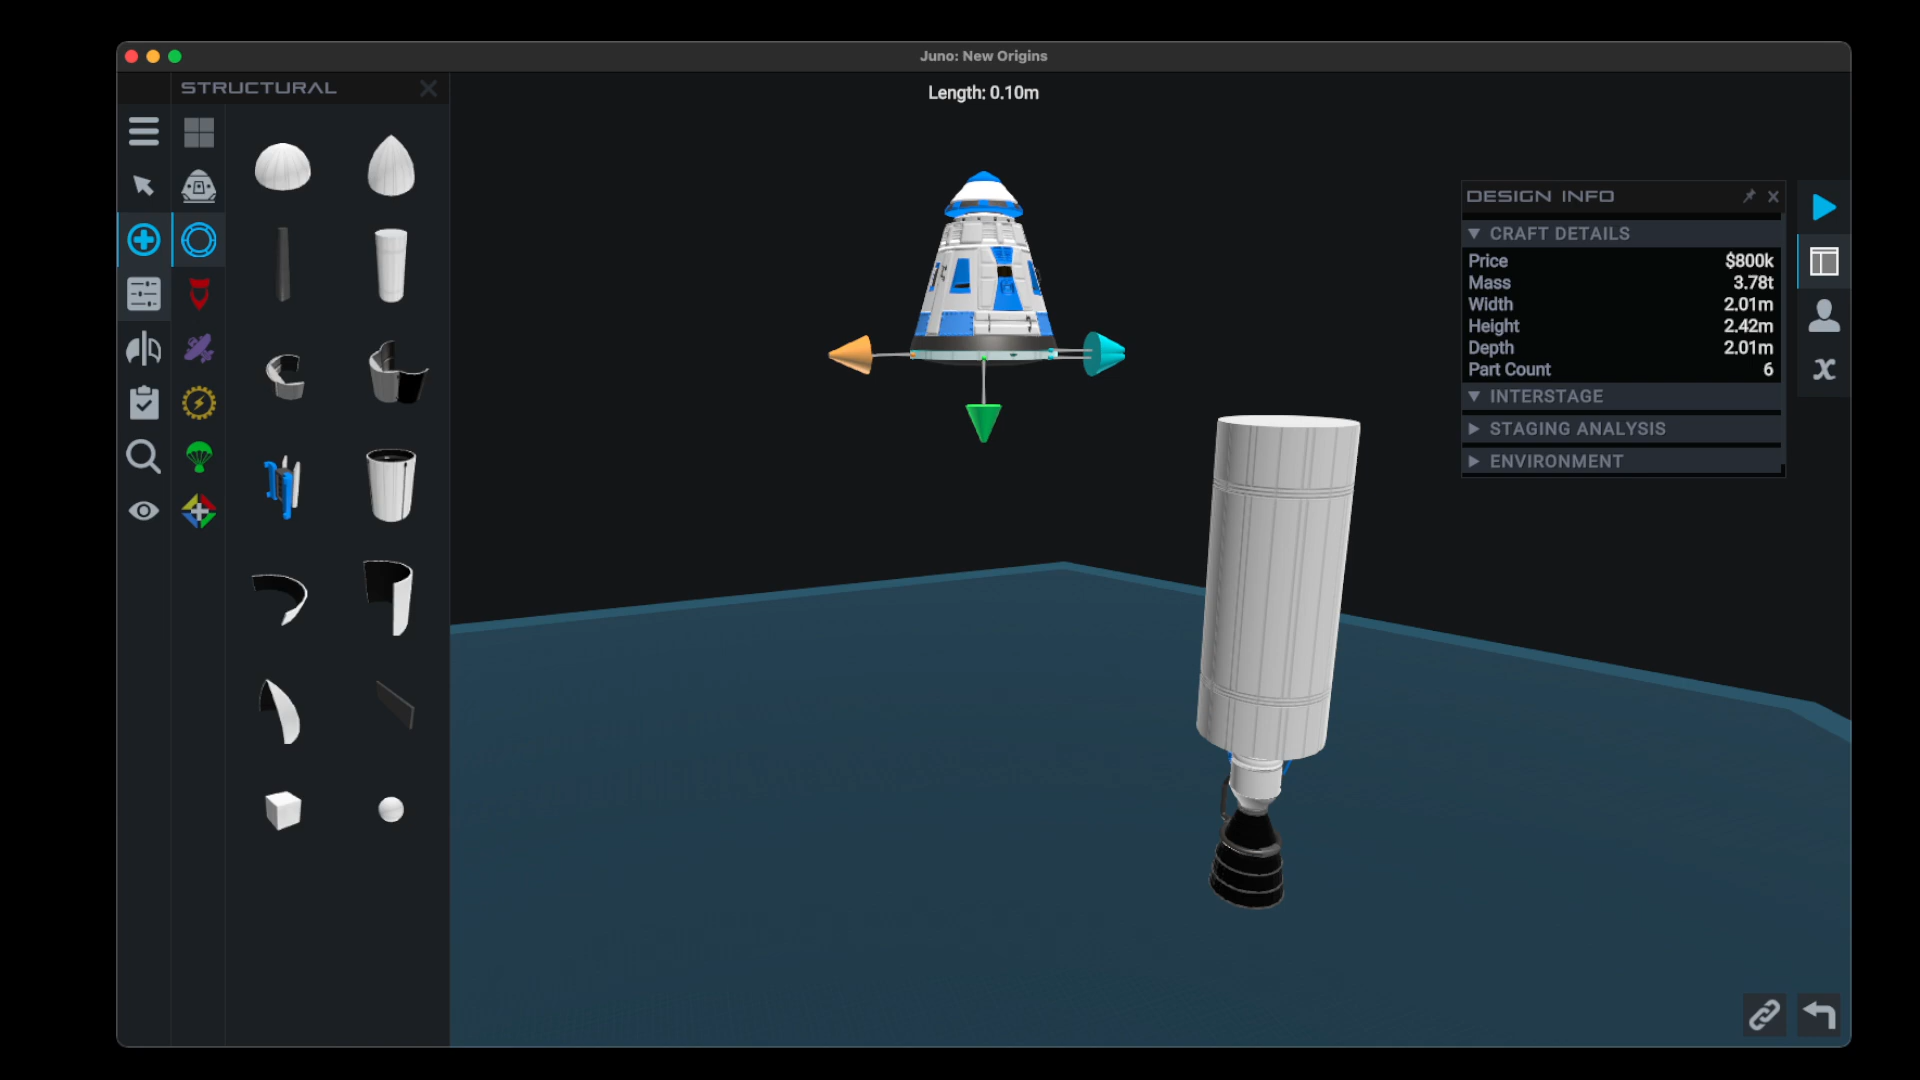 Juno: New Origins
STRUCTURAL
Length: 0.10m
DESIGN INFO
CRAFT DETAILS
Price $800k
Mass 3.78t
Width 2.01m
Height 2.42m
Depth 2.01m
Part Count 6
INTERSTAGE
STAGING ANALYSIS
ENVIRONMENT